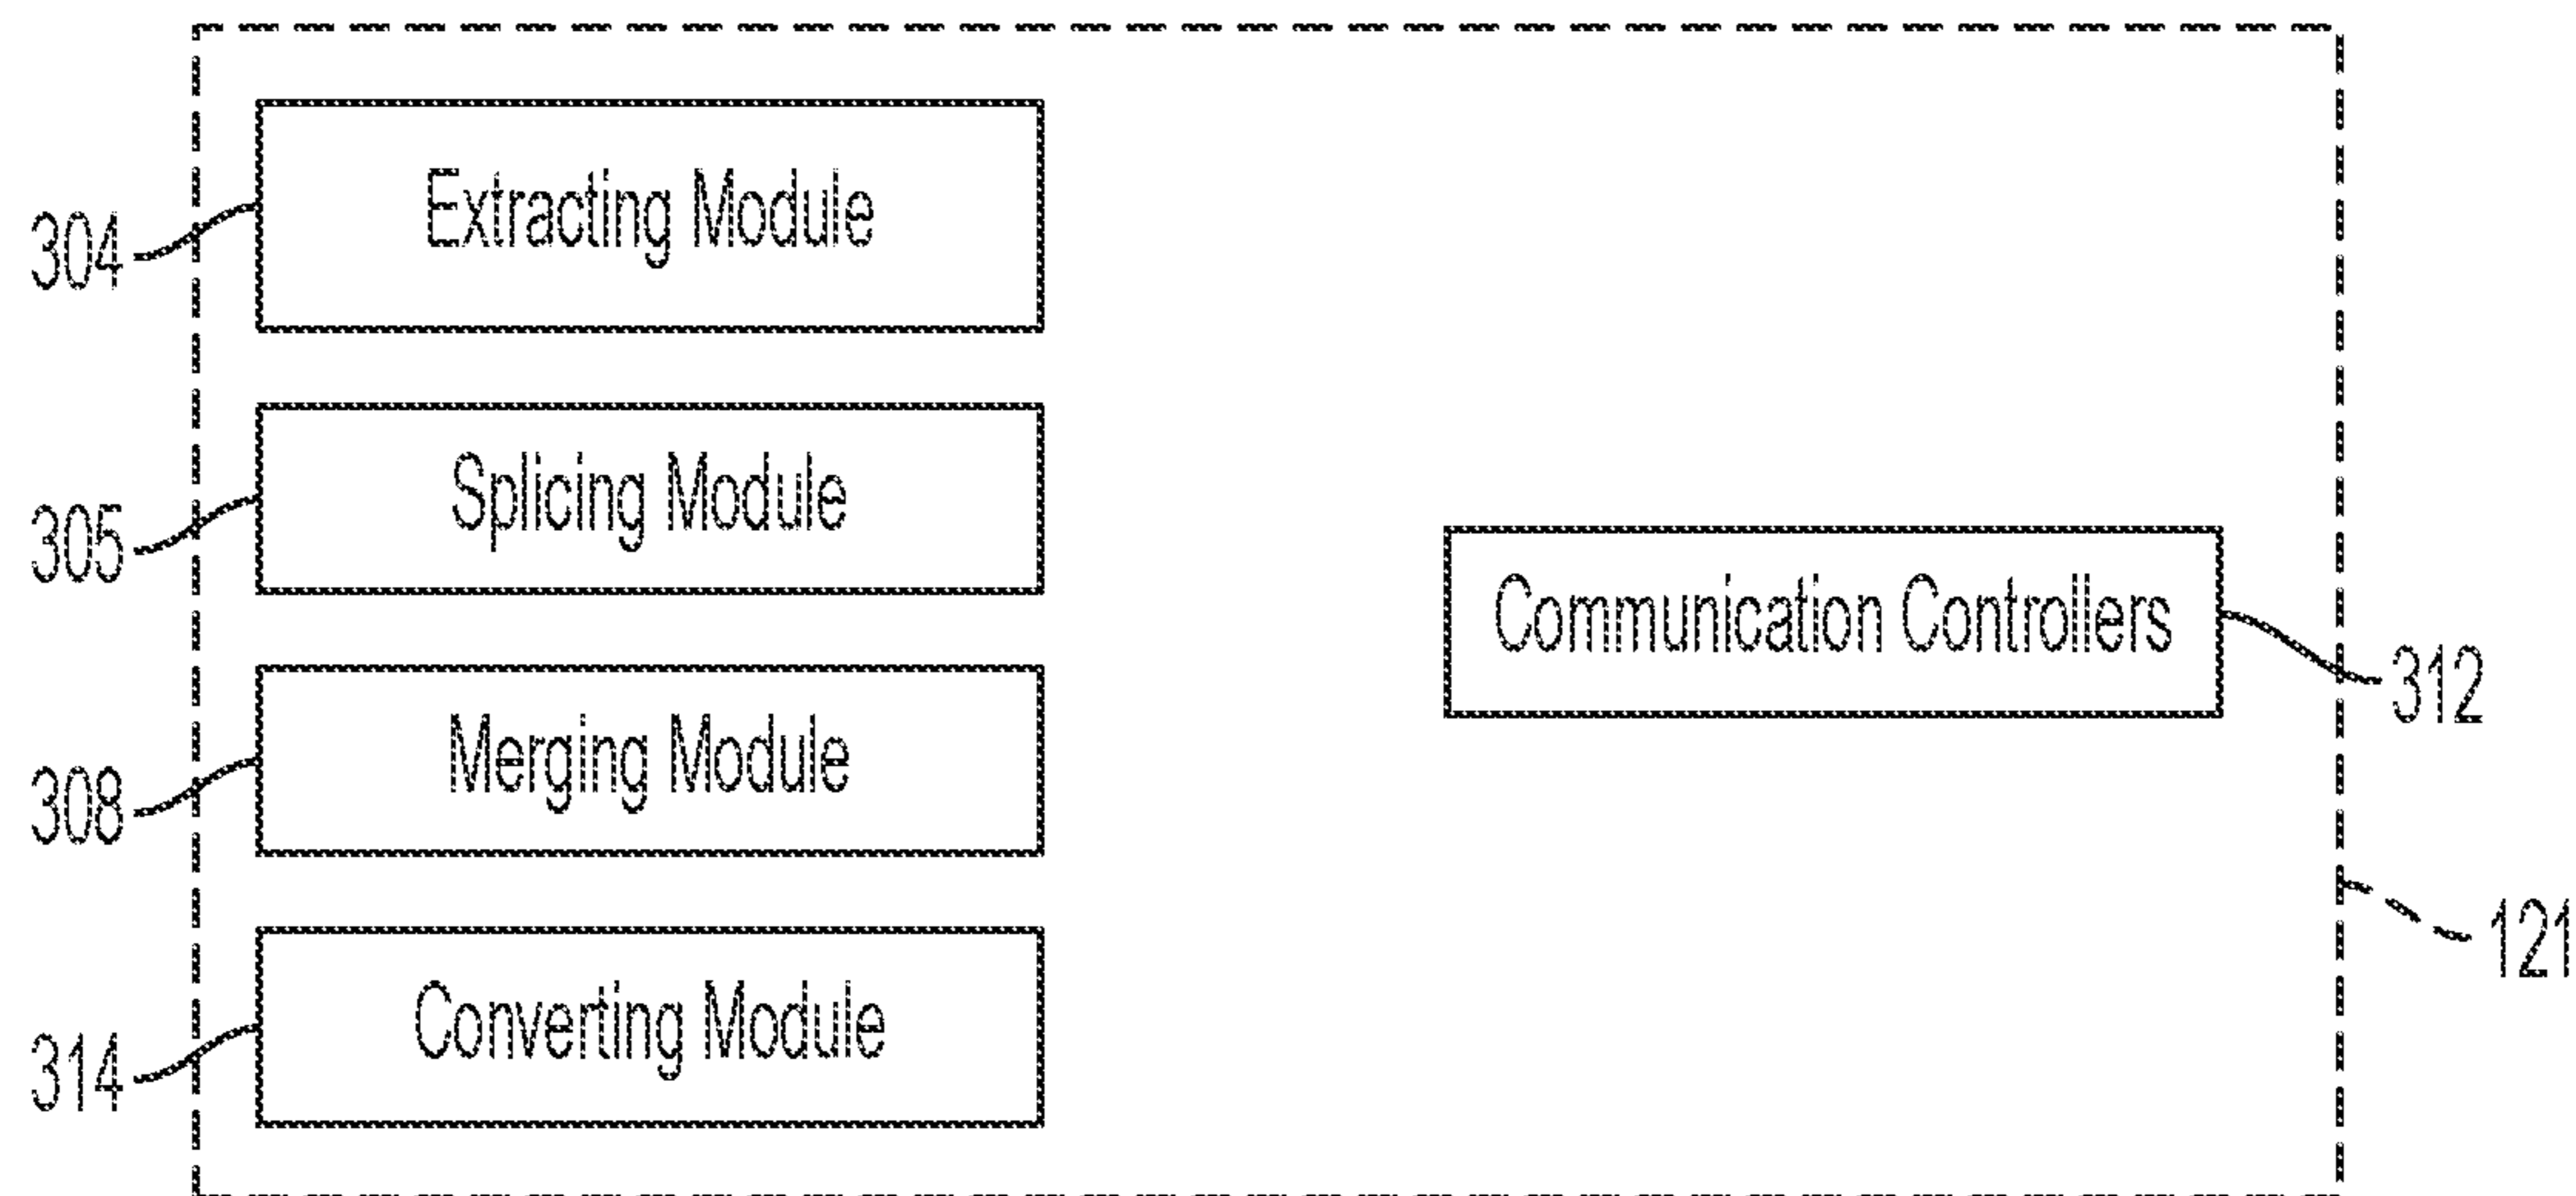 Extracting Module
304
Splicing Module
305
Communication Controllers
312
Merging Module
308
121
Converting Module
314